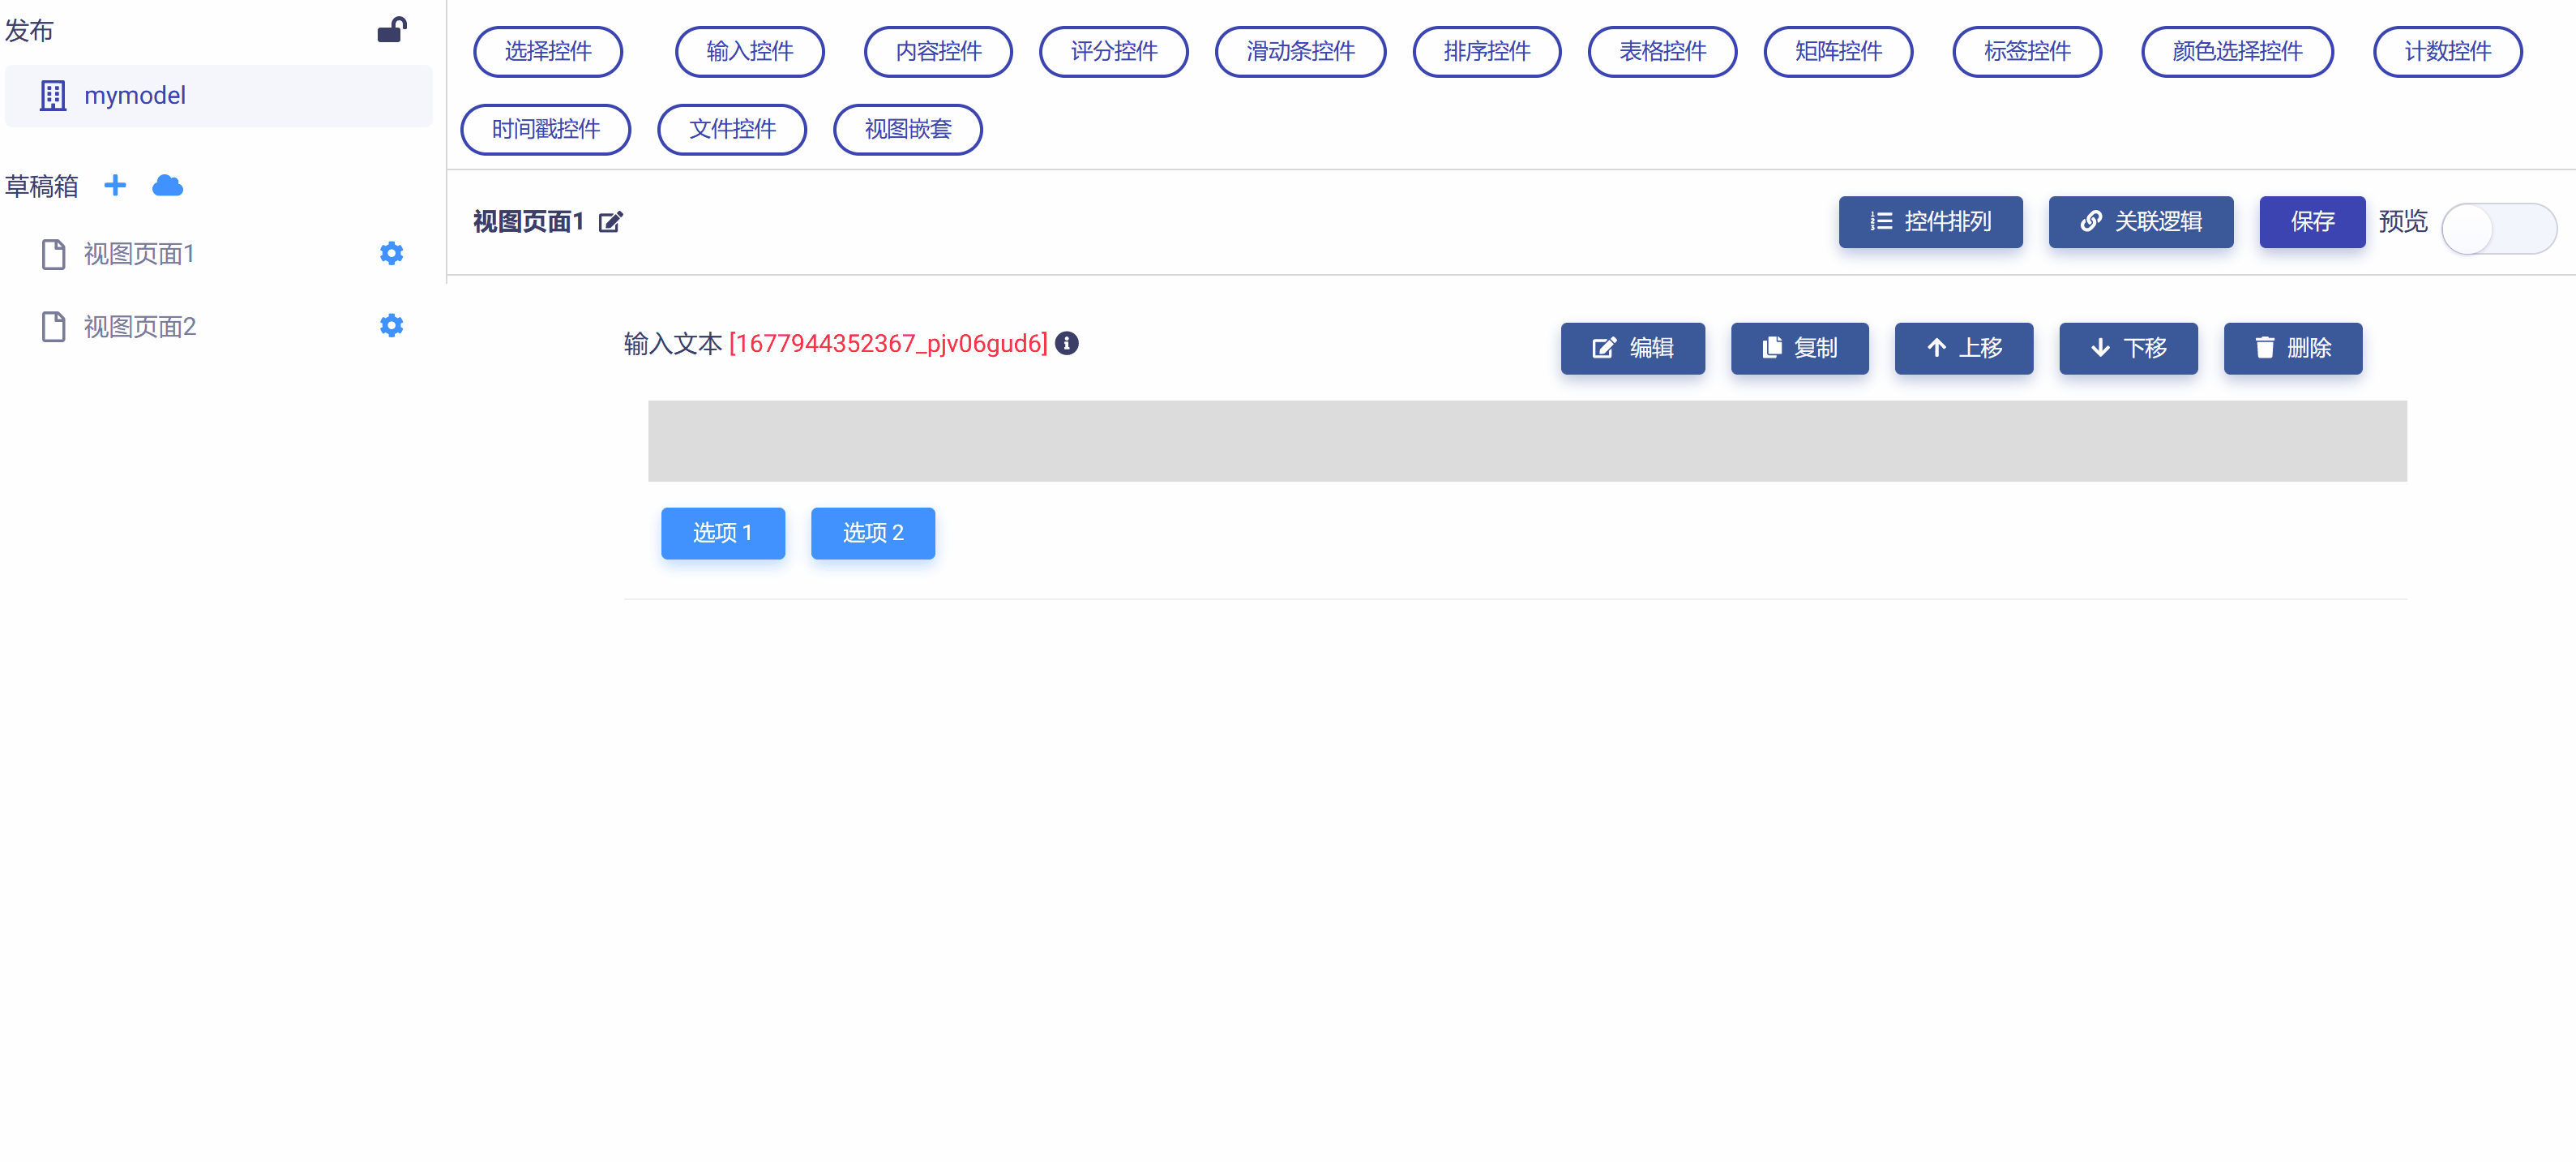 发布
mymodel
草稿箱
视图页面1
视图页面2
选择控件 输入控件 内容控件 评分控件 滑动条控件 排序控件 表格控件 矩阵控件 标签控件 颜色选择控件 计数控件
时间戳控件 文件控件 视图嵌套
视图页面1 控件排列 关联逻辑 保存 预览
输入文本 [1677944352367_pjv06gud6] 编辑 复制 上移 下移 删除
选项 1 选项 2